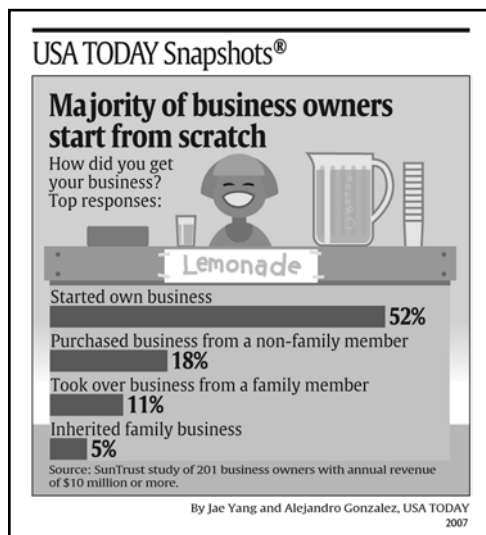 USA TODAY Snapshots®
Majority of business owners
start from scratch
How did you get
your business?
Top responses:
Lemonade
Started own business
52%
Purchased business from a non-family member
18%
Took over business from a family member
11%
Inherited family business
5%
Source: SunTrust study of 201 business owners with annual revenue
of $10 million or more.
By Jae Yang and Alejandro Gonzalez, USA TODAY
2007